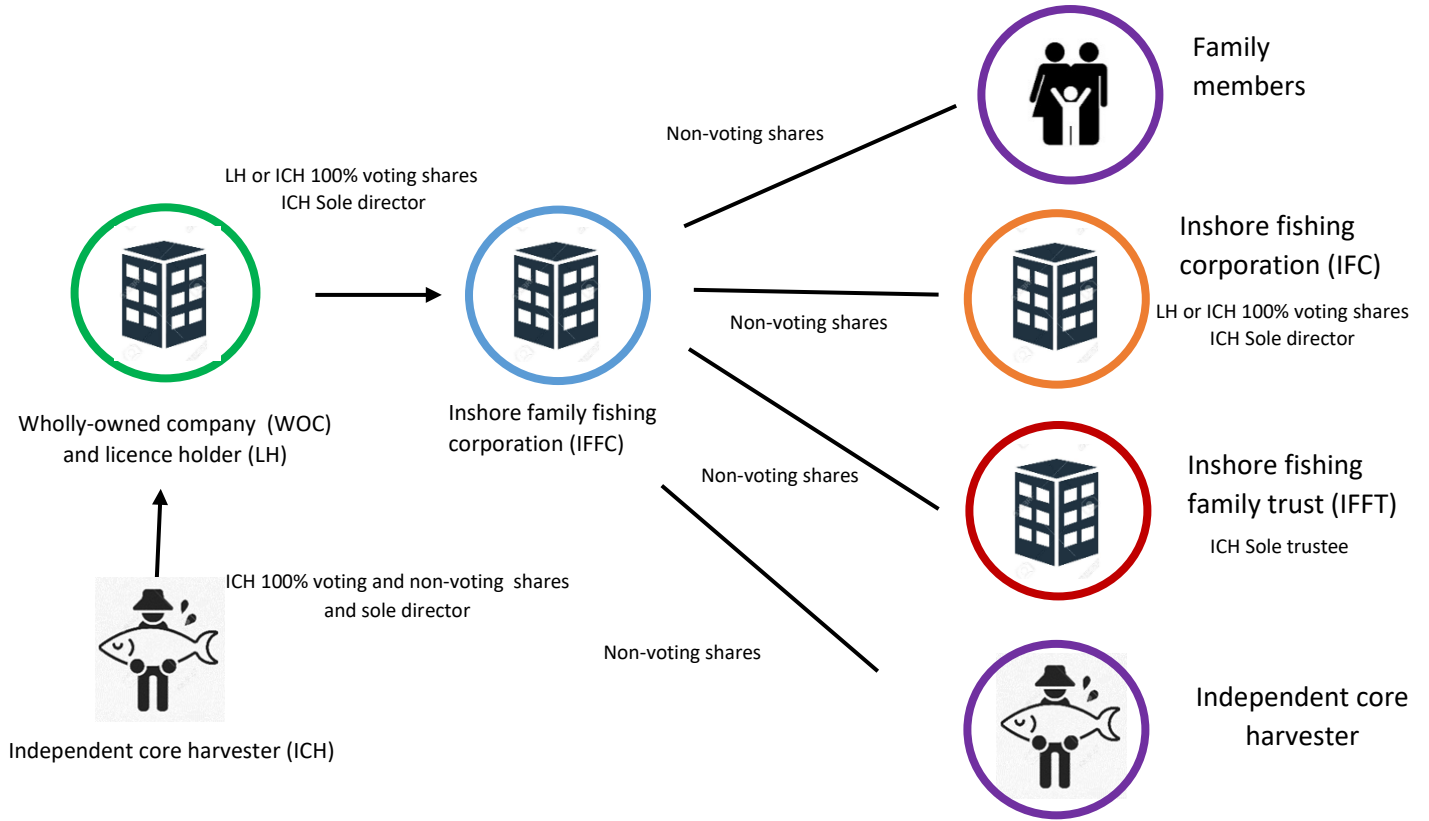 Family
members
Non-voting shares
LH or ICH 100% voting shares
ICH Sole director
Inshore fishing
corporation (IFC)
LH or ICH 100% voting shares
ICH Sole director
Non-voting shares
Wholly-owned company (WOC)
and licence holder (LH)
Inshore family fishing
corporation (IFFC)
Non-voting shares
Inshore fishing
family trust (IFFT)
ICH Sole trustee
ICH 100% voting and non-voting shares
and sole director
Non-voting shares
Independent core
harvester
Independent core harvester (ICH)